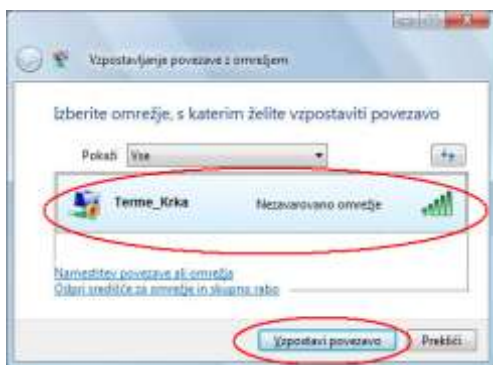 Vzpostavljanje povezave z omrežjem
Izberite omrežje, s katerim želite vzpostaviti povezavo
Pokaži Vse
Terme_Krka Nezavarovano omrežje
Namestitev povezave ali omrežja
Odpri središče za omrežje in skupno rabo
Vzpostavi povezavo Prekliči